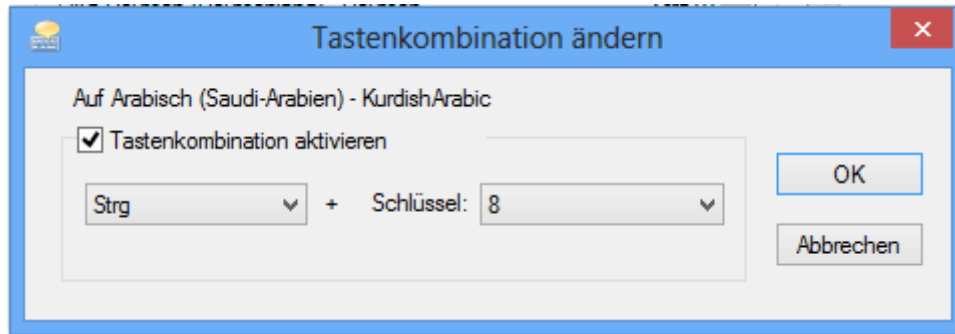 Tastenkombination ändern
Auf Arabisch (Saudi-Arabien) - KurdishArabic
Tastenkombination aktivieren
Strg + Schlüssel: 8
OK
Abbrechen